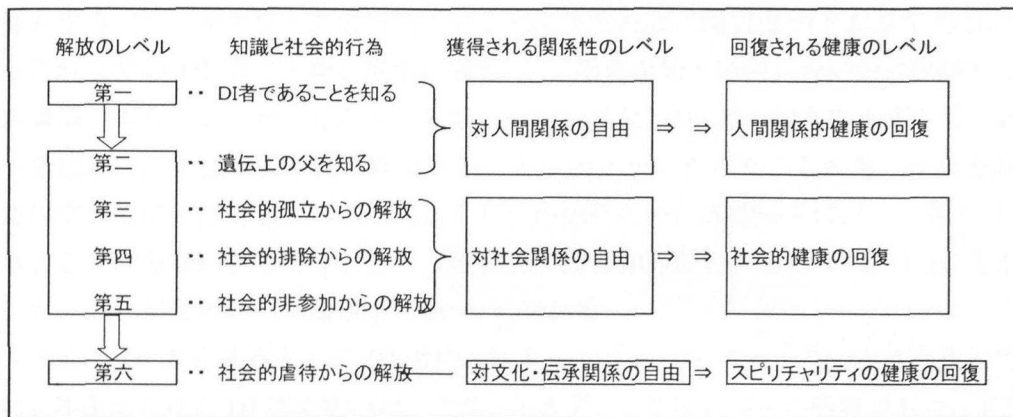 解放のレベル 知識と社会的行為 獲得される関係性のレベル 回復される健康のレベル
第一 ‥ DI者であることを知る
対人間関係の自由 ⇒ ⇒ 人間関係的健康の回復
第二 ‥ 遺伝上の父を知る
第三 ‥ 社会的孤立からの解放
第四 ‥ 社会的排除からの解放 対社会関係の自由 ⇒ ⇒ 社会的健康の回復
第五 ‥ 社会的非参加からの解放
第六 ‥ 社会的虐待からの解放 対文化・伝承関係の自由 ⇒ スピリチャリティの健康の回復